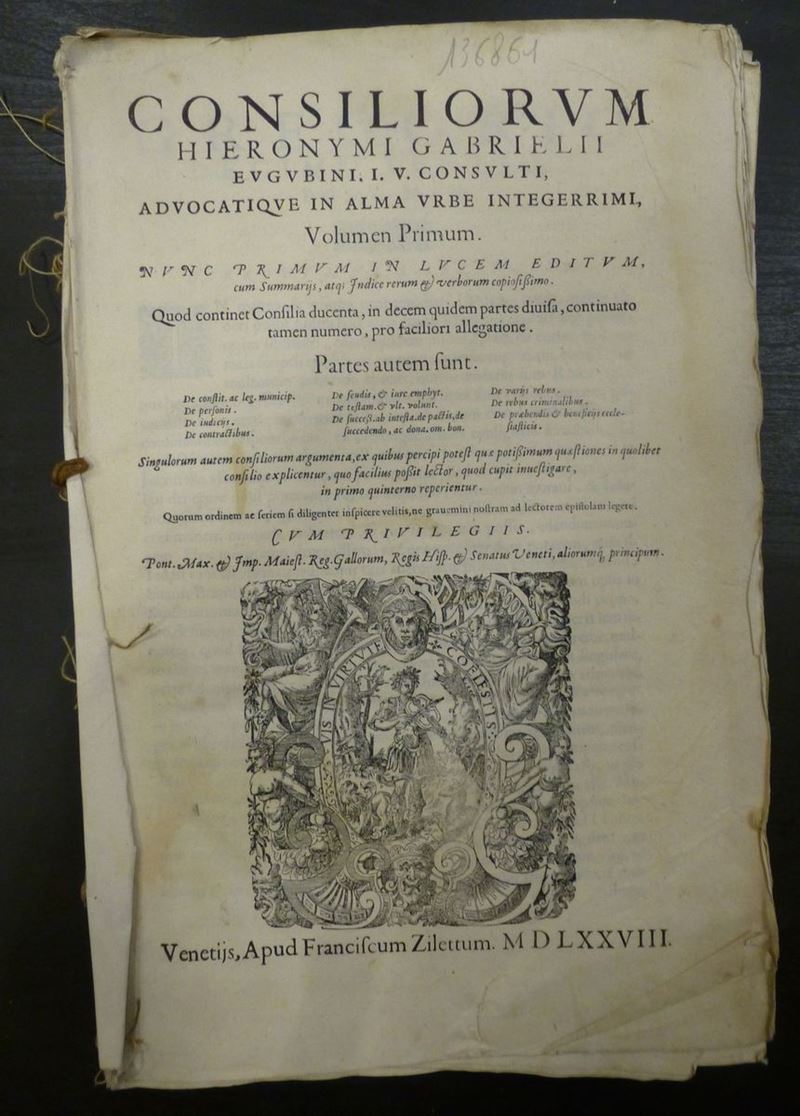 136861
CONSILIORVM
HIERONYMI GABRIELII
EVGVBINI. I. V. CONSVLTI,
ADVOCATIQVE IN ALMA VRBE INTEGERRIMI,
Volumen Primum.
NVNC PRIMVM IN LVCEM EDITVM,
cum Summarijs, atq; Indice rerum & verborum copiosißimo.
Quod continet Consilia ducenta, in decem quidem partes diuisa, continuato
tamen numero, pro faciliori allegatione.
Partes autem sunt.
De constit. ac leg. municip.
De personis.
De iudicijs.
De contractibus.
De feudis, & iure emphyt.
De testam. & vlt. volunt.
De success. ab intesta. de pactis, de
succedendo, ac dona. om. bon.
De varijs rebus.
De rebus criminalibus.
De præbendis & beneficijs eccle-
siasticis.
Singulorum autem consiliorum argumenta, ex quibus percipi potest quæ potißimum quæstiones in quolibet
consilio explicentur, quo facilius poßit lector, quod cupit inuestigare,
in primo quinterno reperientur.
Quorum ordinem ac seriem si diligenter inspicere velitis, ne grauemini nostram ad lectorem epistolam legere.
CVM PRIVILEGIIS.
Pont. Max. & Imp. Maiest. Reg. Gallorum, Regis Hisp. & Senatus Veneti, aliorumq; principum.
VIS IN VIRTVTE COELESTIS
Venetijs, Apud Franciscum Zilettum. M D LXXVIII.